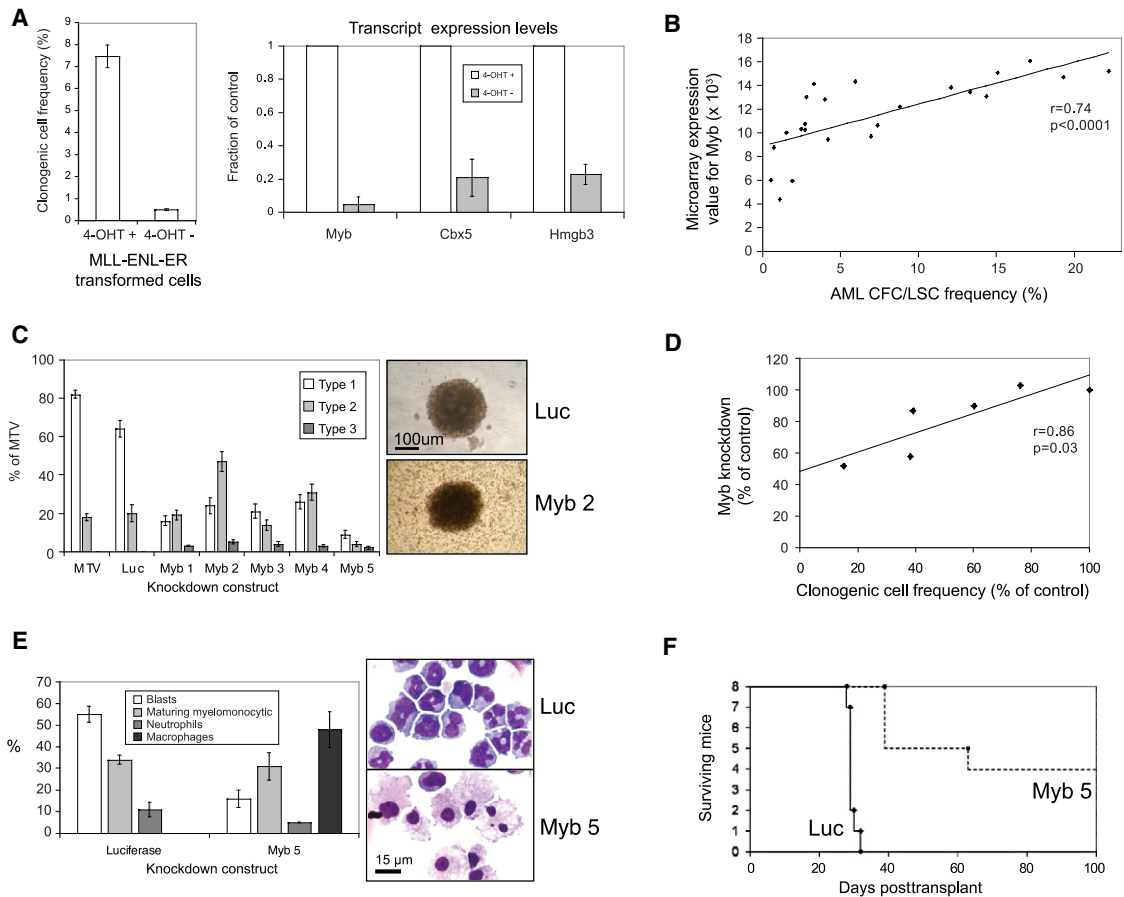 A
Clonogenic cell frequency (%)
9
8
7
6
5
4
3
2
1
0
4-OHT + 4-OHT -
MLL-ENL-ER
transformed cells
Transcript expression levels
Fraction of control
1
0.8
0.6
0.4
0.2
0
4-OHT +
4-OHT -
Myb
Cbx5
Hmgb3
B
Microarray expression
value for Myb (x 10³)
18
16
14
12
10
8
6
4
2
0
r=0.74
p<0.0001
0
5
10
15
20
AML CFC/LSC frequency (%)
C
% of MTV
100
80
60
40
20
0
Type 1
Type 2
Type 3
MTV
Luc
Myb 1
Myb 2
Myb 3
Myb 4
Myb 5
Knockdown construct
100um
Luc
Myb 2
D
Myb knockdown
(% of control)
120
100
80
60
40
20
0
r=0.86
p=0.03
0
20
40
60
80
100
Clonogenic cell frequency (% of control)
E
%
70
60
50
40
30
20
10
0
Blasts
Maturing myelomonocytic
Neutrophils
Macrophages
Luciferase
Myb 5
Knockdown construct
Luc
Myb 5
15 µm
F
Surviving mice
8
7
6
5
4
3
2
1
0
Luc
Myb 5
0
20
40
60
80
100
Days posttransplant